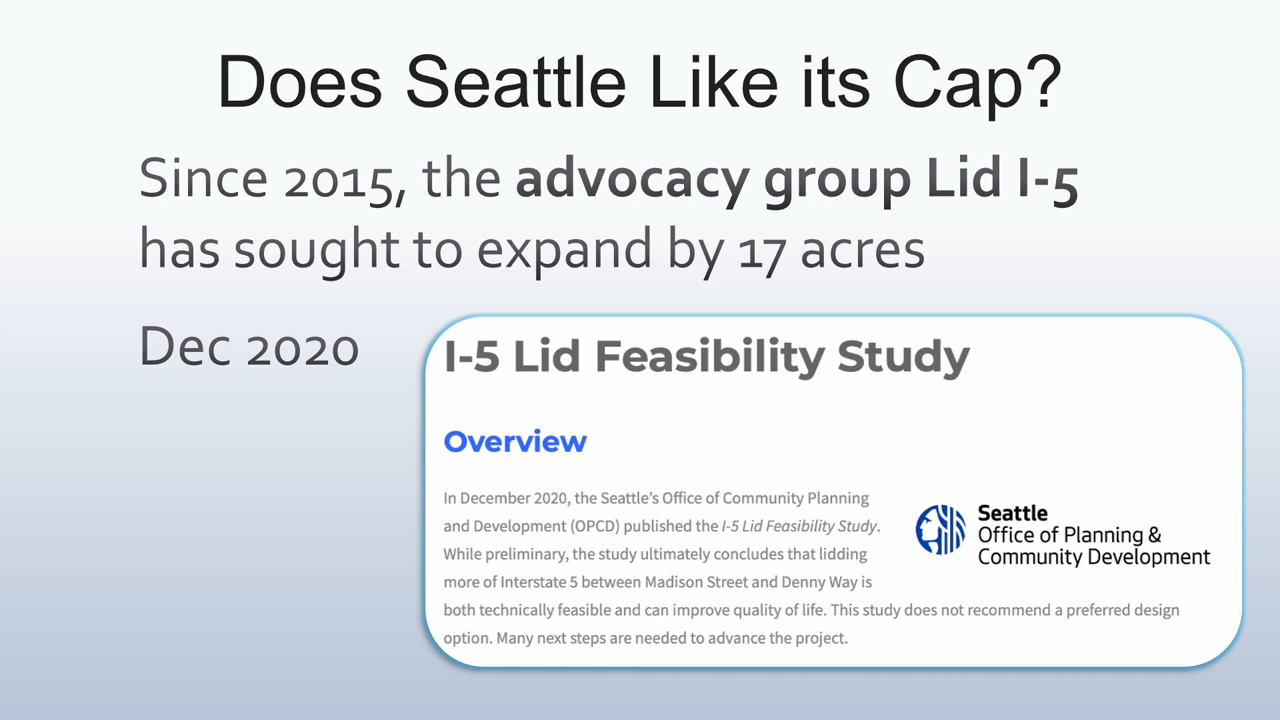 Does Seattle Like its Cap?
Since 2015, the advocacy group Lid I-5
has sought to expand by 17 acres
Dec 2020
I-5 Lid Feasibility Study
Overview
In December 2020, the Seattle's Office of Community Planning
and Development (OPCD) published the I-5 Lid Feasibility Study.
While preliminary, the study ultimately concludes that lidding
more of Interstate 5 between Madison Street and Denny Way is
both technically feasible and can improve quality of life. This study does not recommend a preferred design
option. Many next steps are needed to advance the project.
Seattle
Office of Planning &
Community Development